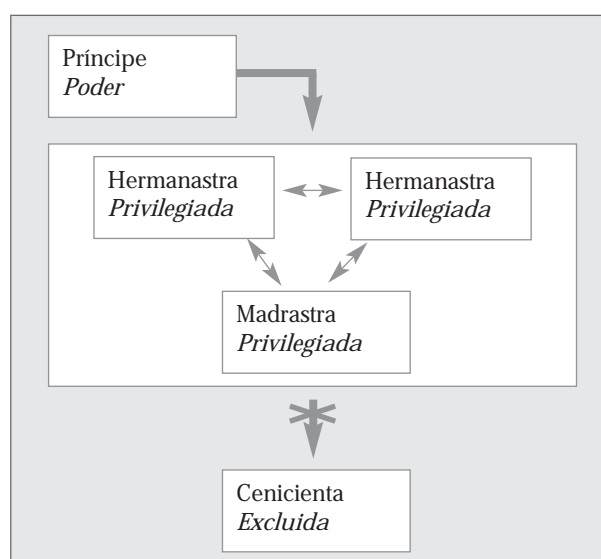 Príncipe
Poder
Hermanastra
Privilegiada
Hermanastra
Privilegiada
Madrastra
Privilegiada
Cenicienta
Excluida